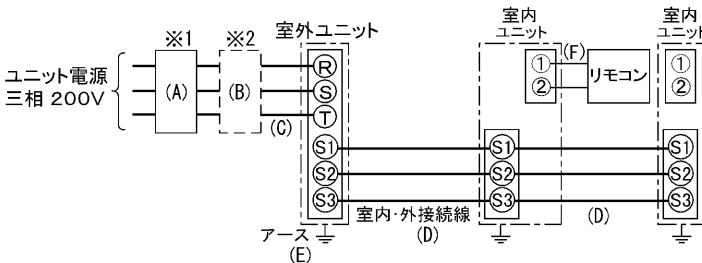 ※1
※2
室外ユニット
室内
ユニット
室内
ユニット
ユニット電源
三相 200V
(A)
(B)
(C)
R
S
T
①
②
(F)
リモコン
①
②
S1
S2
S3
S1
S2
S3
S1
S2
S3
室内・外接続線
(D)
(D)
アース
(E)